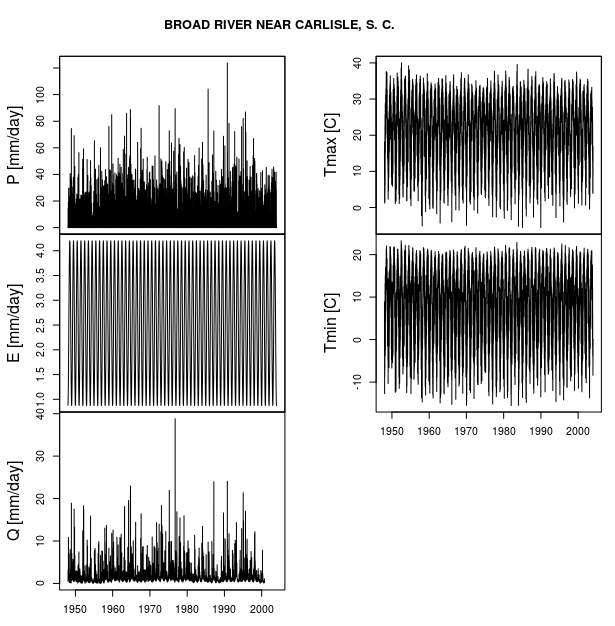 BROAD RIVER NEAR CARLISLE, S. C.
P [mm/day]
0 20 40 60 80 100
E [mm/day]
1.0 1.5 2.0 2.5 3.0 3.5 4.0
Q [mm/day]
0 10 20 30 40
1950 1960 1970 1980 1990 2000
Tmax [C]
0 10 20 30 40
Tmin [C]
-10 0 10 20
1950 1960 1970 1980 1990 2000